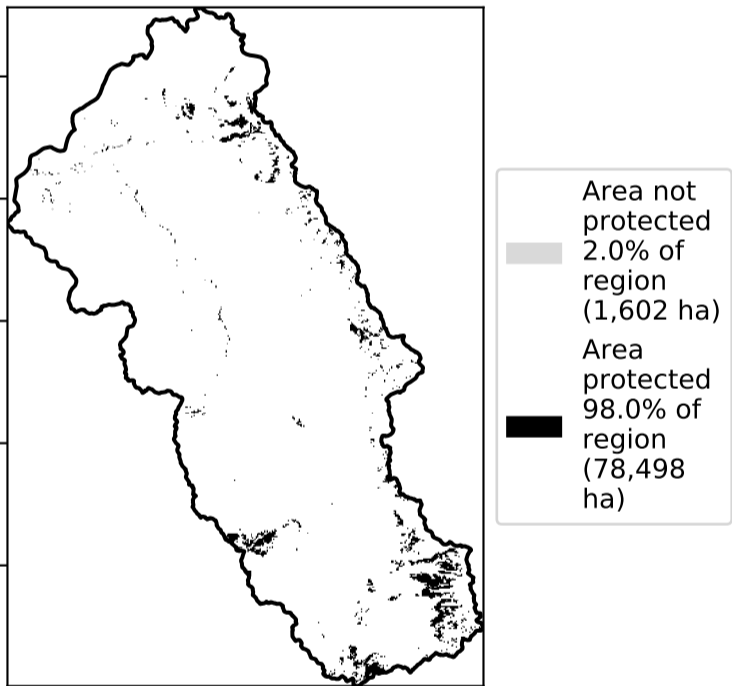 Area not
protected
2.0% of
region
(1,602 ha)
Area
protected
98.0% of
region
(78,498
ha)